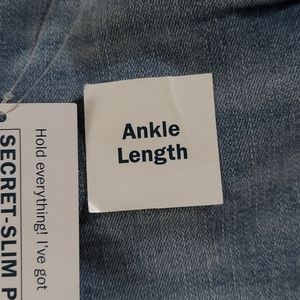 Ankle
Length
Hold everything! I've got
SECRET-SLIM P